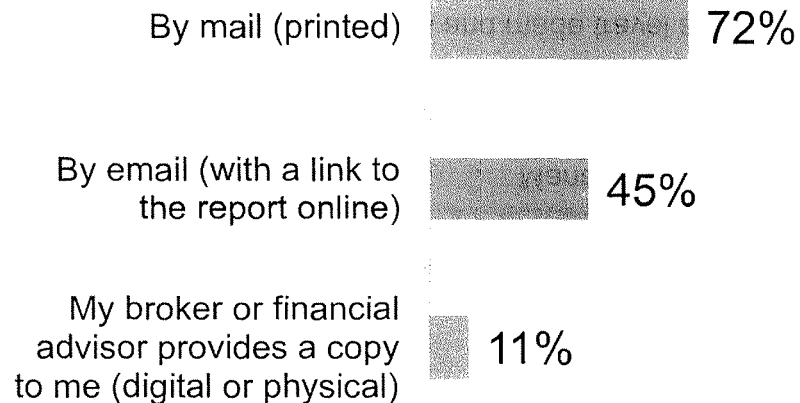 By mail (printed) 72%
By email (with a link to
the report online) 45%
My broker or financial
advisor provides a copy
to me (digital or physical) 11%